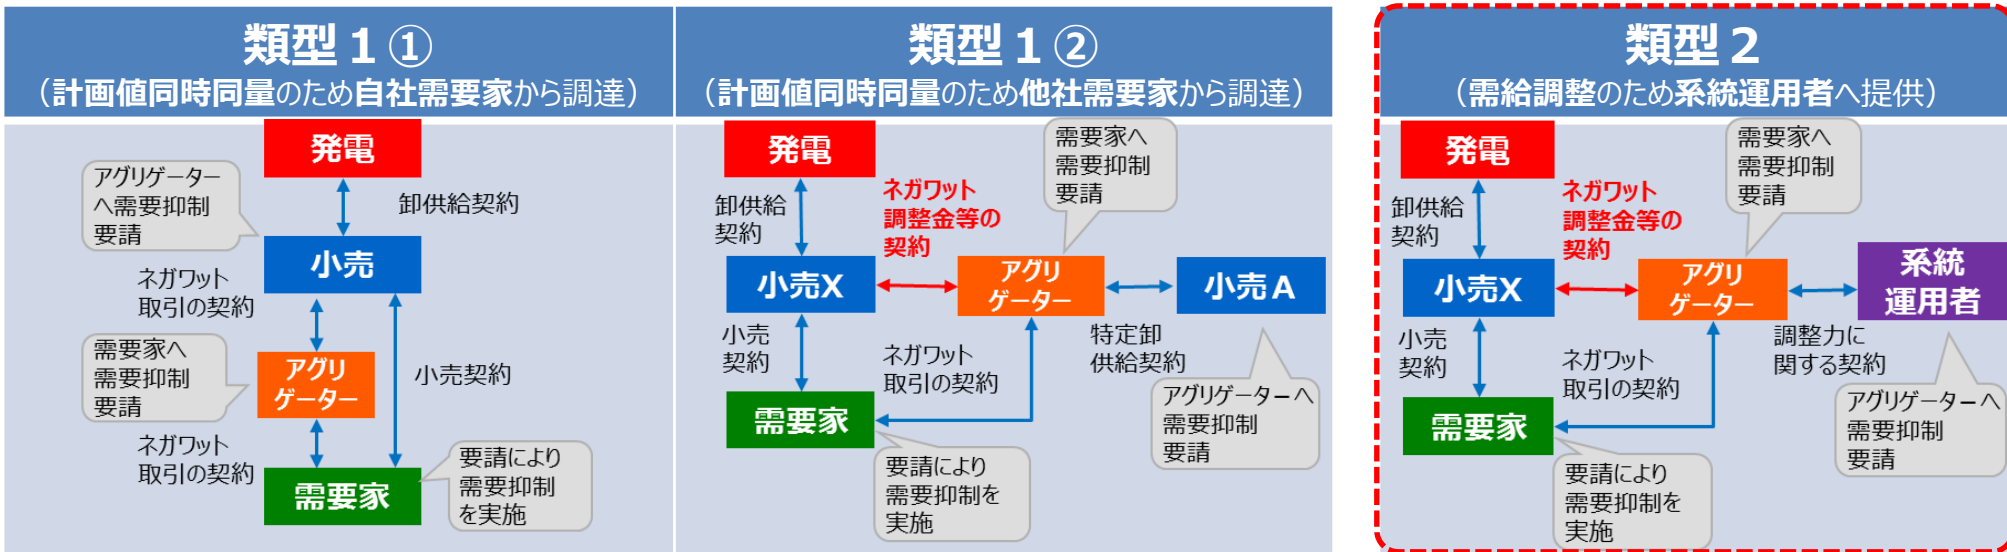 類型１①
（計画値同時同量のため自社需要家から調達）
発電
アグリゲーター
へ需要抑制
要請
卸供給契約
小売
ネガワット
取引の契約
需要家へ
需要抑制
要請
アグリ
ゲーター
小売契約
ネガワット
取引の契約
需要家
要請により
需要抑制
を実施
類型１②
（計画値同時同量のため他社需要家から調達）
発電
需要家へ
需要抑制
要請
卸供給
契約
ネガワット
調整金等の
契約
小売X
アグリ
ゲーター
小売Ａ
小売
契約
ネガワット
取引の契約
特定卸
供給契約
需要家
アグリゲーターへ
需要抑制
要請
要請により
需要抑制を
実施
類型２
（需給調整のため系統運用者へ提供）
発電
需要家へ
需要抑制
要請
卸供給
契約
ネガワット
調整金等の
契約
小売X
アグリ
ゲーター
系統
運用者
小売
契約
ネガワット
取引の契約
調整力に
関する契約
需要家
アグリゲーターへ
需要抑制
要請
要請により
需要抑制を
実施